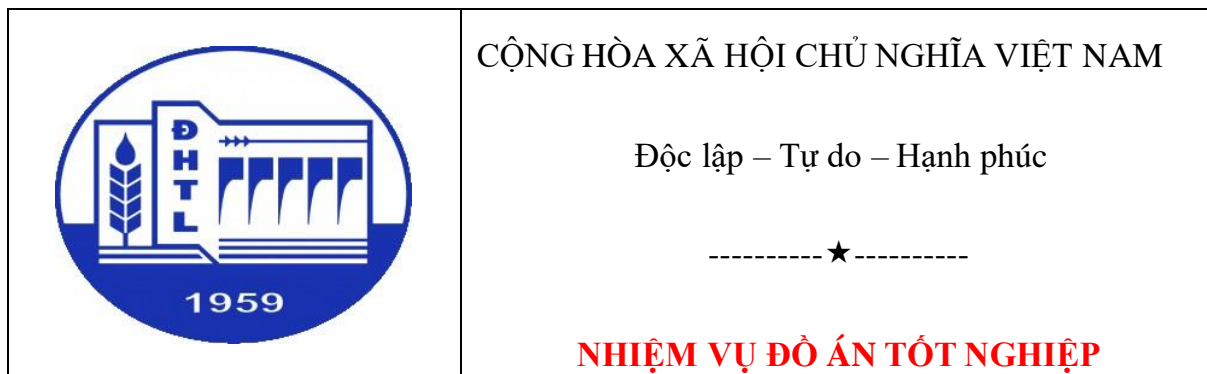 ĐHTL
1959
CỘNG HÒA XÃ HỘI CHỦ NGHĨA VIỆT NAM
Độc lập – Tự do – Hạnh phúc
----------★----------
NHIỆM VỤ ĐỒ ÁN TỐT NGHIỆP